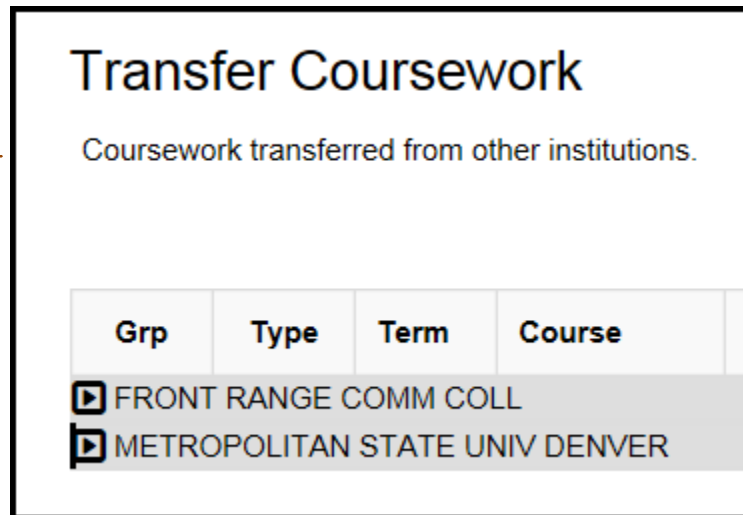 Transfer Coursework
Coursework transferred from other institutions.
Grp Type Term Course
FRONT RANGE COMM COLL
METROPOLITAN STATE UNIV DENVER